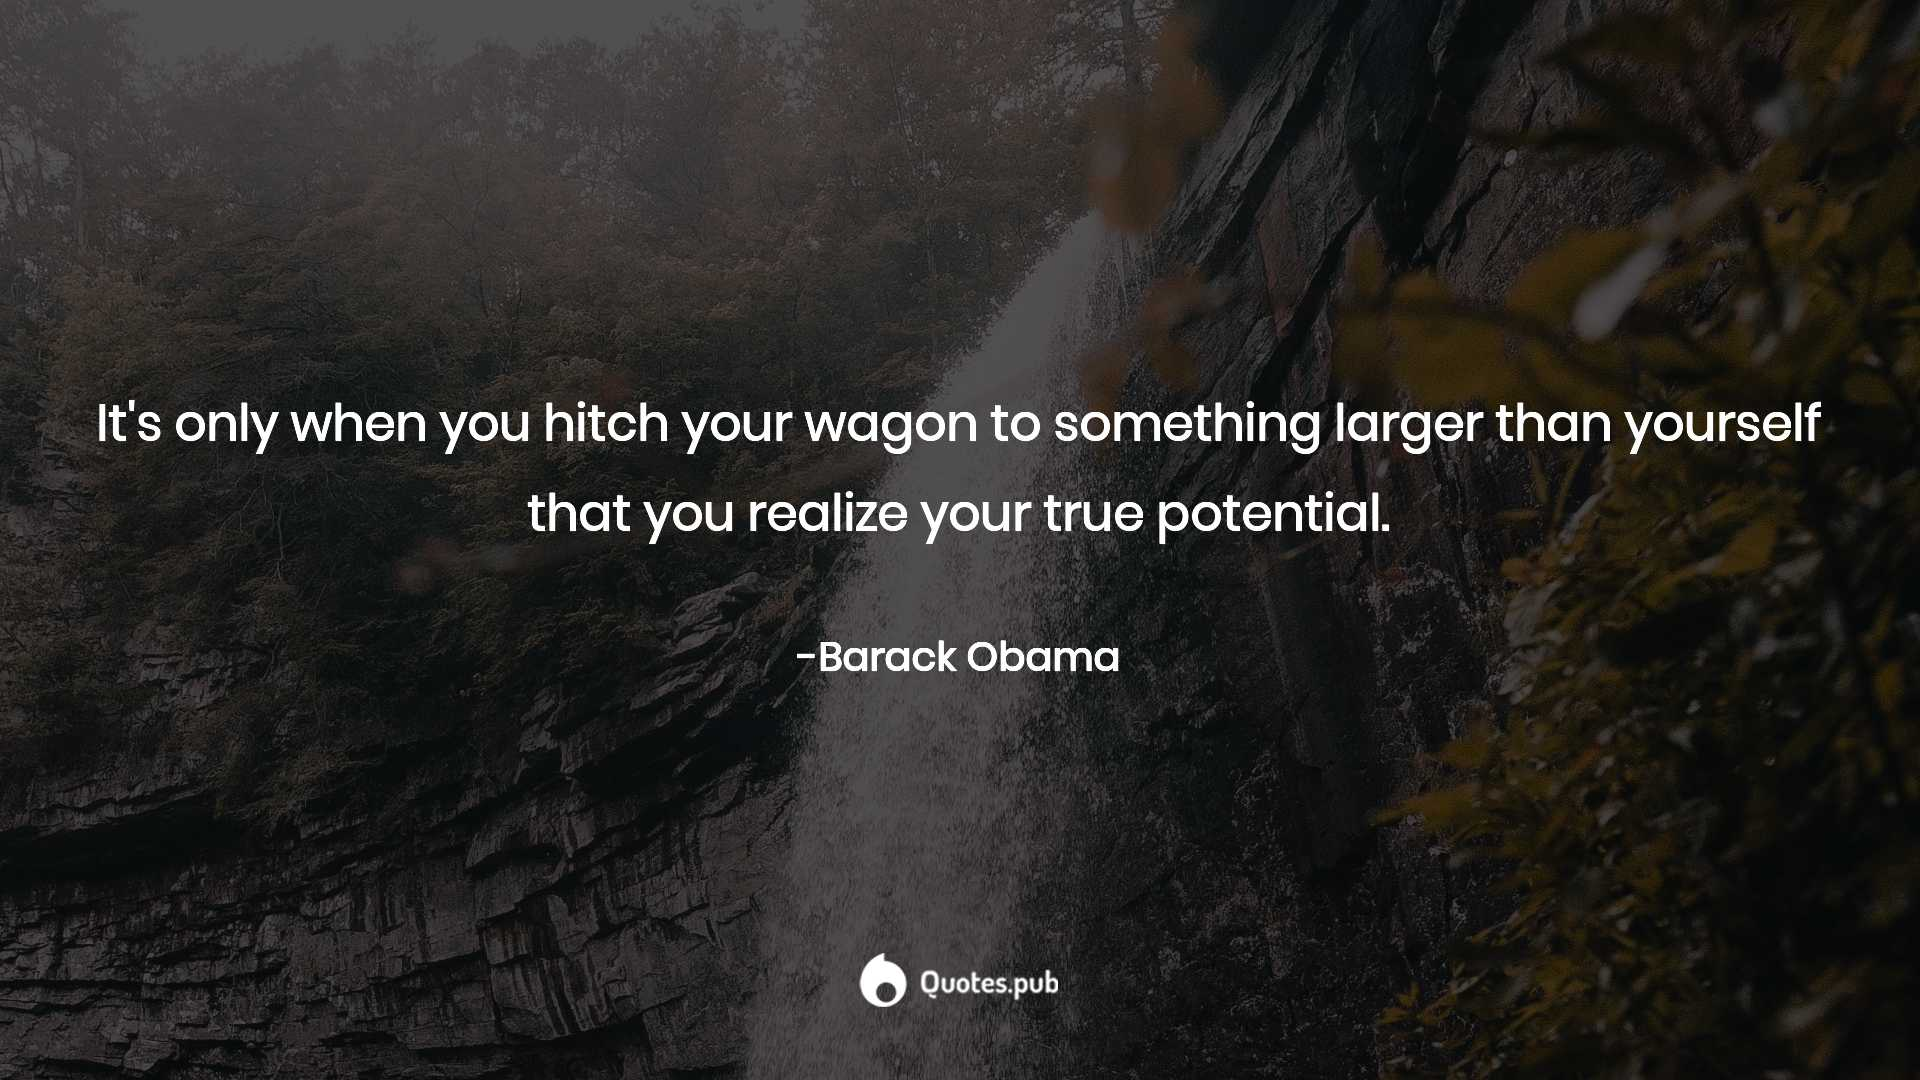 It's only when you hitch your wagon to something larger than yourself
that you realize your true potential.
-Barack Obama
Quotes.pub